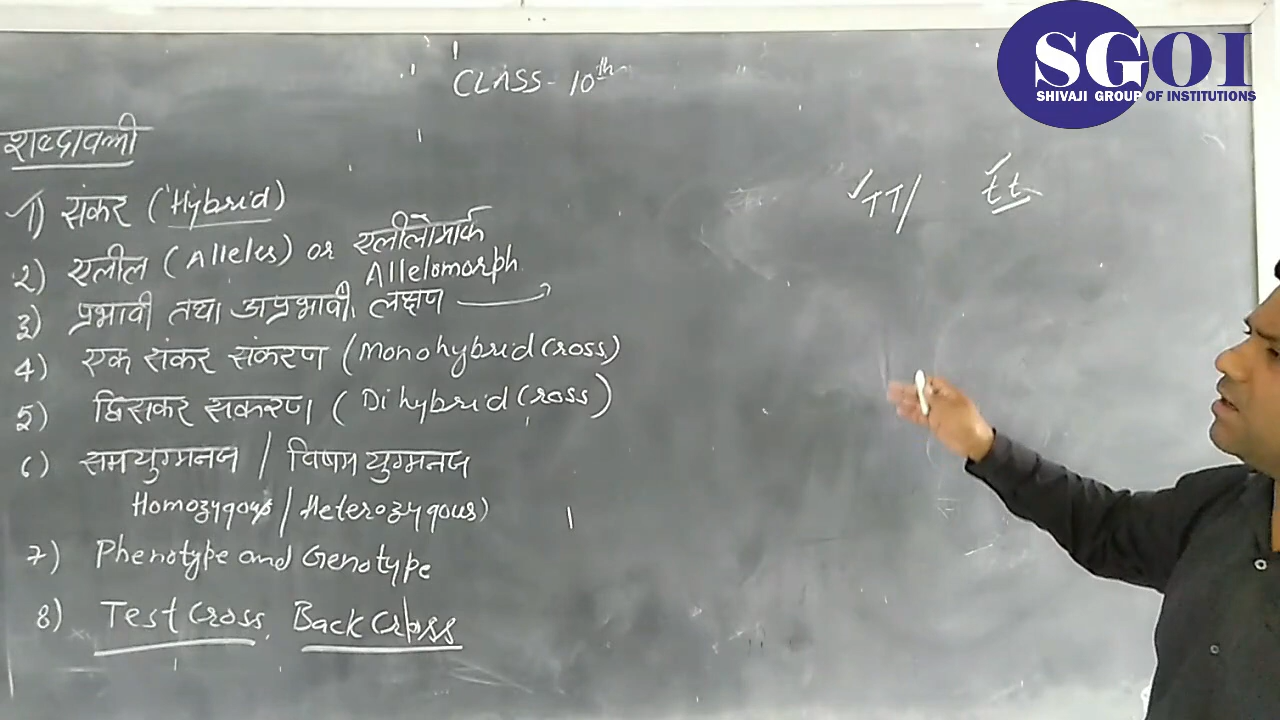 SGOI
SHIVAJI GROUP OF INSTITUTIONS
CLASS - 10th
शब्दावली
1) संकर (Hybrid)
2) एलील (Alleles) or एलीलोमार्फ
Allelomorph
3) प्रभावी तथा अप्रभावी लक्षण
4) एक संकर संकरण (Monohybrid Cross)
5) द्विसकर सकरण (Dihybrid Cross)
6) समयुग्मनज / विषमयुग्मनज
Homozygous / Heterozygous)
7) Phenotype and Genotype
8) Test Cross, Back Cross
TT/ tt